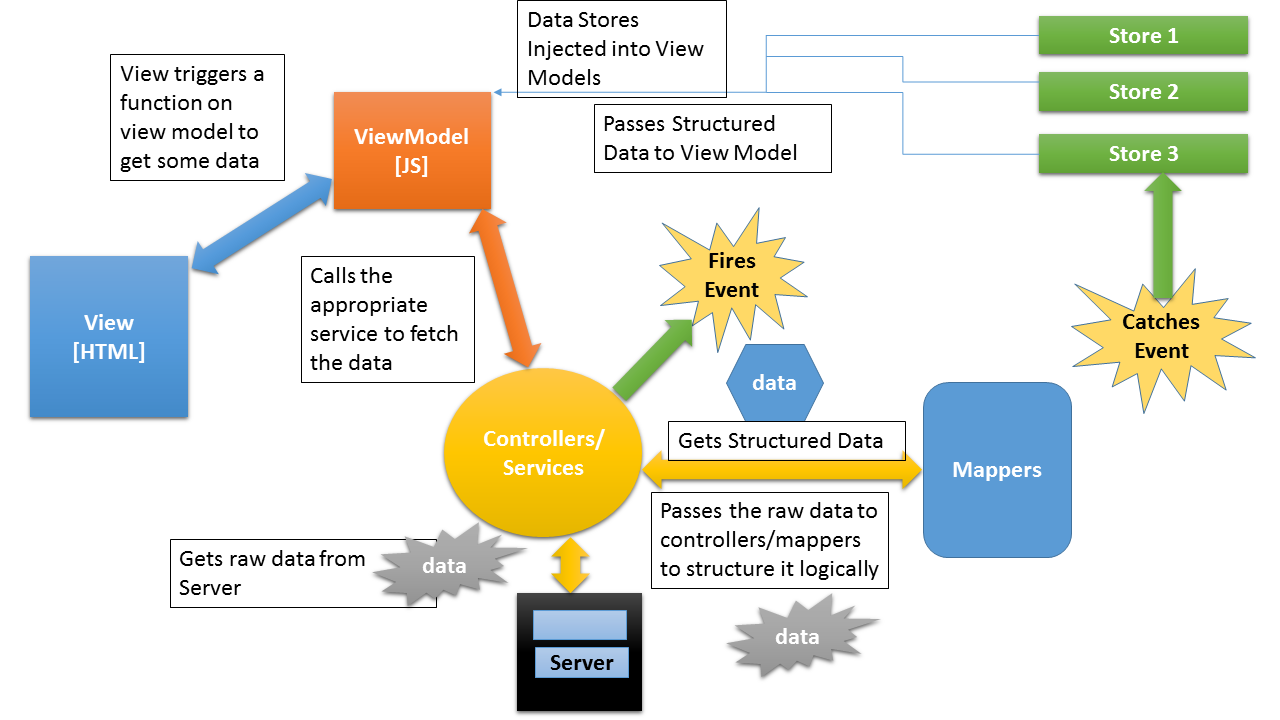 Data Stores
Injected into View
Models
Store 1
Store 2
Store 3
View triggers a
function on
view model to
get some data
ViewModel
[JS]
Passes Structured
Data to View Model
View
[HTML]
Calls the
appropriate
service to fetch
the data
Fires
Event
Catches
Event
data
Controllers/
Services
Gets Structured Data
Mappers
Passes the raw data to
controllers/mappers
to structure it logically
Gets raw data from
Server
data
data
Server